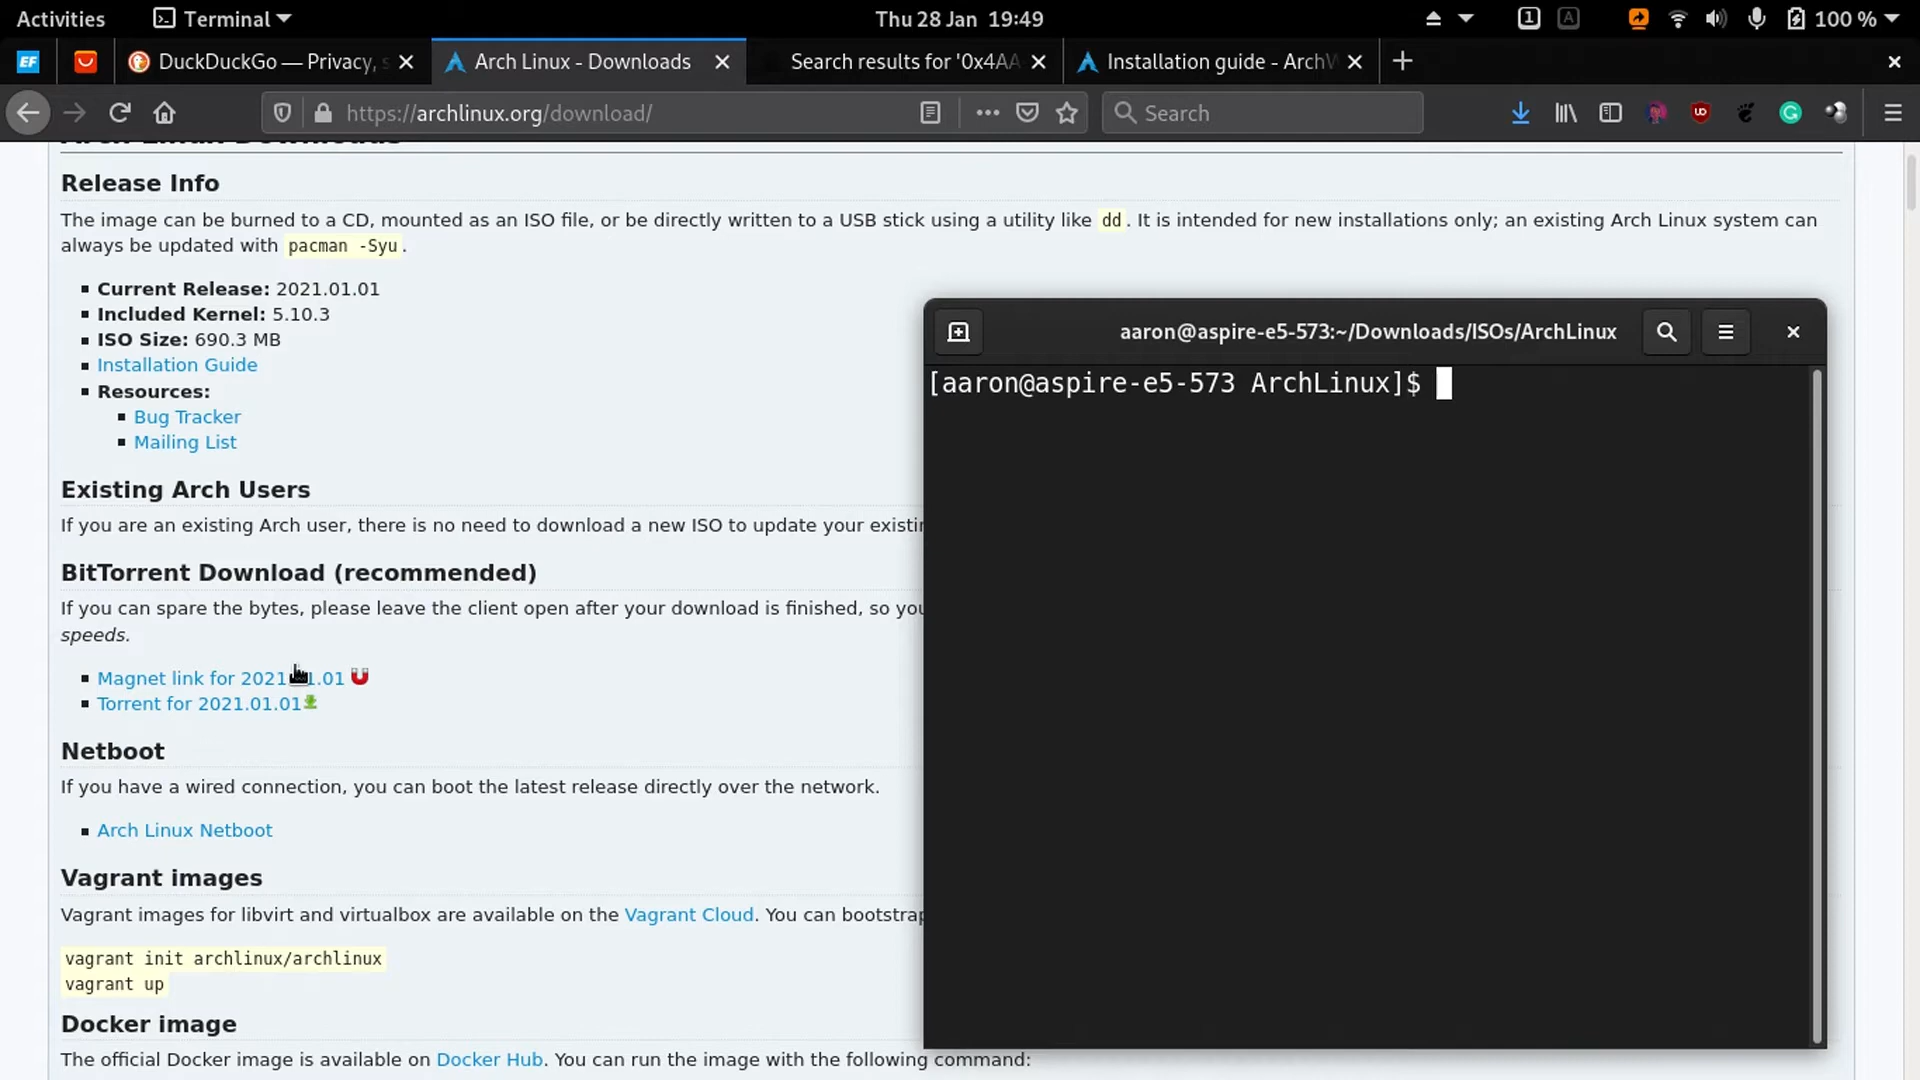 Activities Terminal Thu 28 Jan 19:49 1 A 100 %
EF DuckDuckGo — Privacy, s Arch Linux - Downloads Search results for '0x4AA Installation guide - ArchW
https://archlinux.org/download/ Search
Arch Linux Downloads
Release Info
The image can be burned to a CD, mounted as an ISO file, or be directly written to a USB stick using a utility like dd. It is intended for new installations only; an existing Arch Linux system can
always be updated with pacman -Syu.
Current Release: 2021.01.01
Included Kernel: 5.10.3
ISO Size: 690.3 MB
Installation Guide
Resources:
Bug Tracker
Mailing List
Existing Arch Users
If you are an existing Arch user, there is no need to download a new ISO to update your existin
BitTorrent Download (recommended)
If you can spare the bytes, please leave the client open after your download is finished, so you
speeds.
Magnet link for 2021 1.01
Torrent for 2021.01.01
Netboot
If you have a wired connection, you can boot the latest release directly over the network.
Arch Linux Netboot
Vagrant images
Vagrant images for libvirt and virtualbox are available on the Vagrant Cloud. You can bootstrap
vagrant init archlinux/archlinux
vagrant up
Docker image
The official Docker image is available on Docker Hub. You can run the image with the following command:
aaron@aspire-e5-573:~/Downloads/ISOs/ArchLinux
[aaron@aspire-e5-573 ArchLinux]$